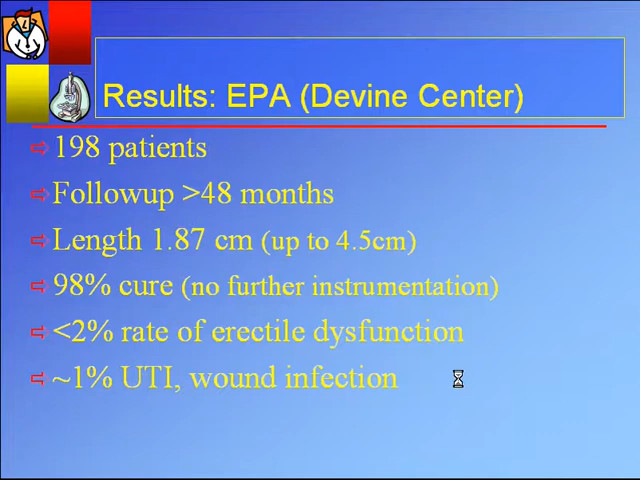 Results: EPA (Devine Center)
198 patients
Followup >48 months
Length 1.87 cm (up to 4.5cm)
98% cure (no further instrumentation)
<2% rate of erectile dysfunction
~1% UTI, wound infection